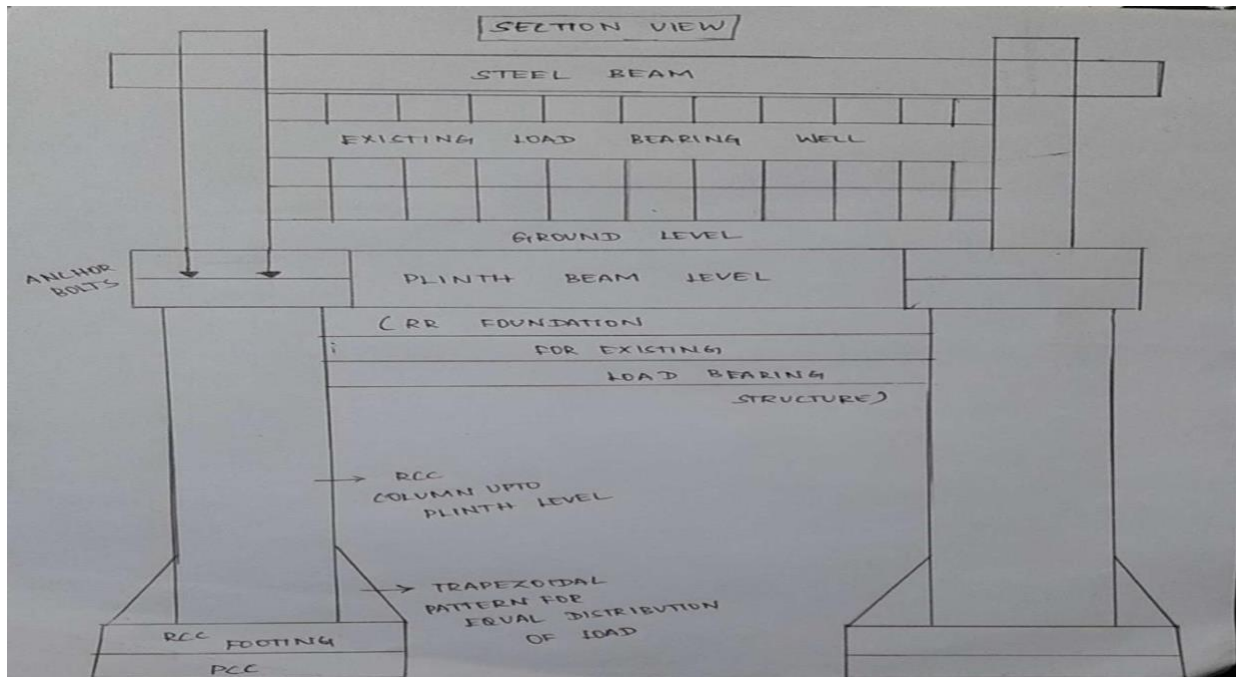 SECTION VIEW
STEEL BEAM
EXISTING LOAD BEARING WELL
GROUND LEVEL
ANCHOR
BOLTS
PLINTH BEAM LEVEL
(RR FOUNDATION
FOR EXISTING
LOAD BEARING
STRUCTURE)
RCC
COLUMN UPTO
PLINTH LEVEL
TRAPEZOIDAL
PATTERN FOR
EQUAL DISTRIBUTION
OF LOAD
RCC FOOTING
PCC